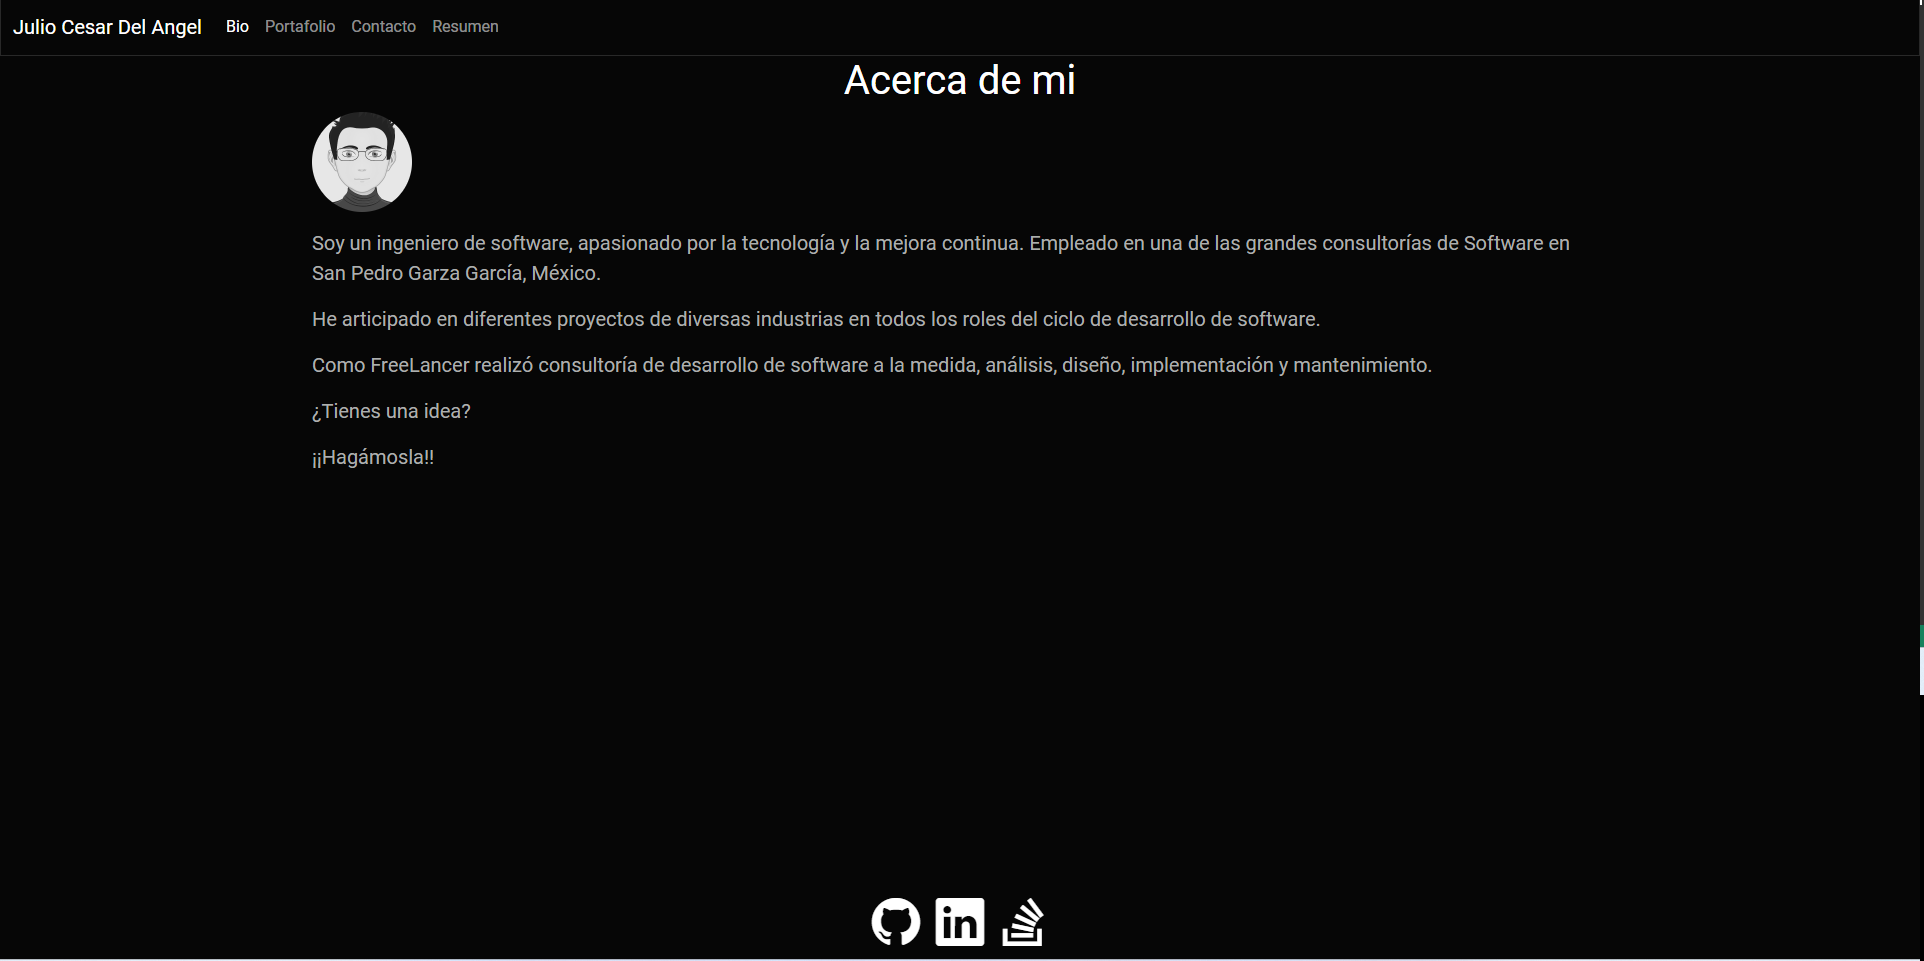 Julio Cesar Del Angel Bio Portafolio Contacto Resumen
Acerca de mi
Soy un ingeniero de software, apasionado por la tecnología y la mejora continua. Empleado en una de las grandes consultorías de Software en
San Pedro Garza García, México.
He articipado en diferentes proyectos de diversas industrias en todos los roles del ciclo de desarrollo de software.
Como FreeLancer realizó consultoría de desarrollo de software a la medida, análisis, diseño, implementación y mantenimiento.
¿Tienes una idea?
¡¡Hagámosla!!
in